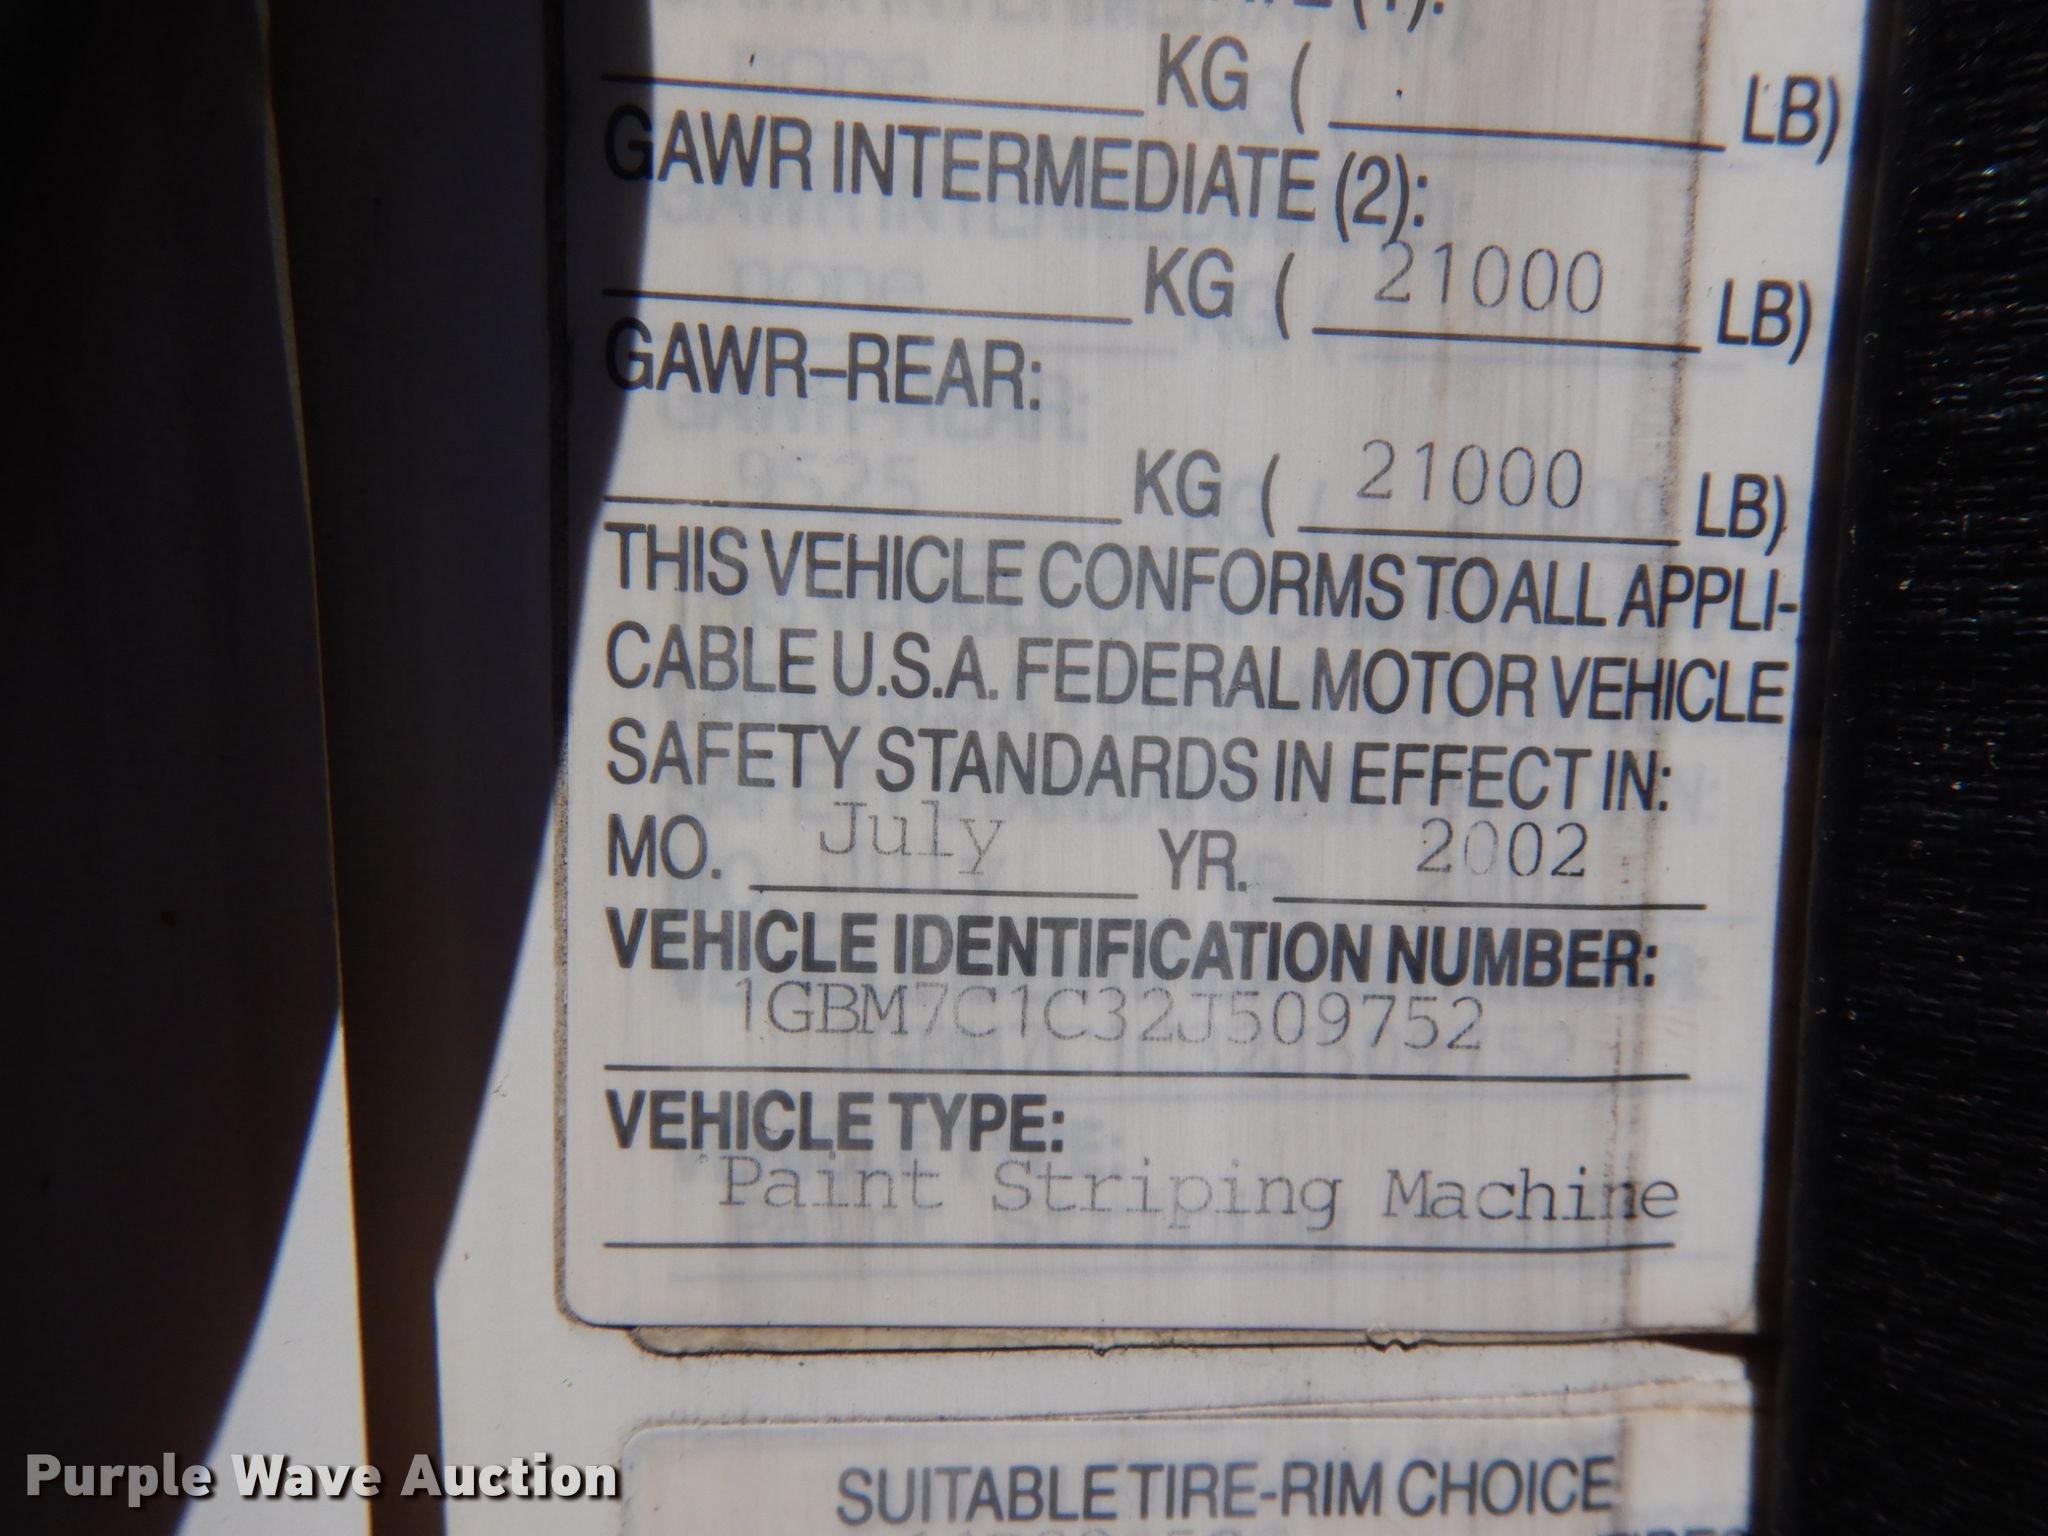 KG ( LB)
GAWR INTERMEDIATE (2):
KG ( 21000 LB)
GAWR–REAR:
KG ( 21000 LB)
THIS VEHICLE CONFORMS TO ALL APPLI-
CABLE U.S.A. FEDERAL MOTOR VEHICLE
SAFETY STANDARDS IN EFFECT IN:
MO. July YR. 2002
VEHICLE IDENTIFICATION NUMBER:
1GBM7C1C32J509752
VEHICLE TYPE:
Paint Striping Machine
SUITABLE TIRE-RIM CHOICE
Purple Wave Auction